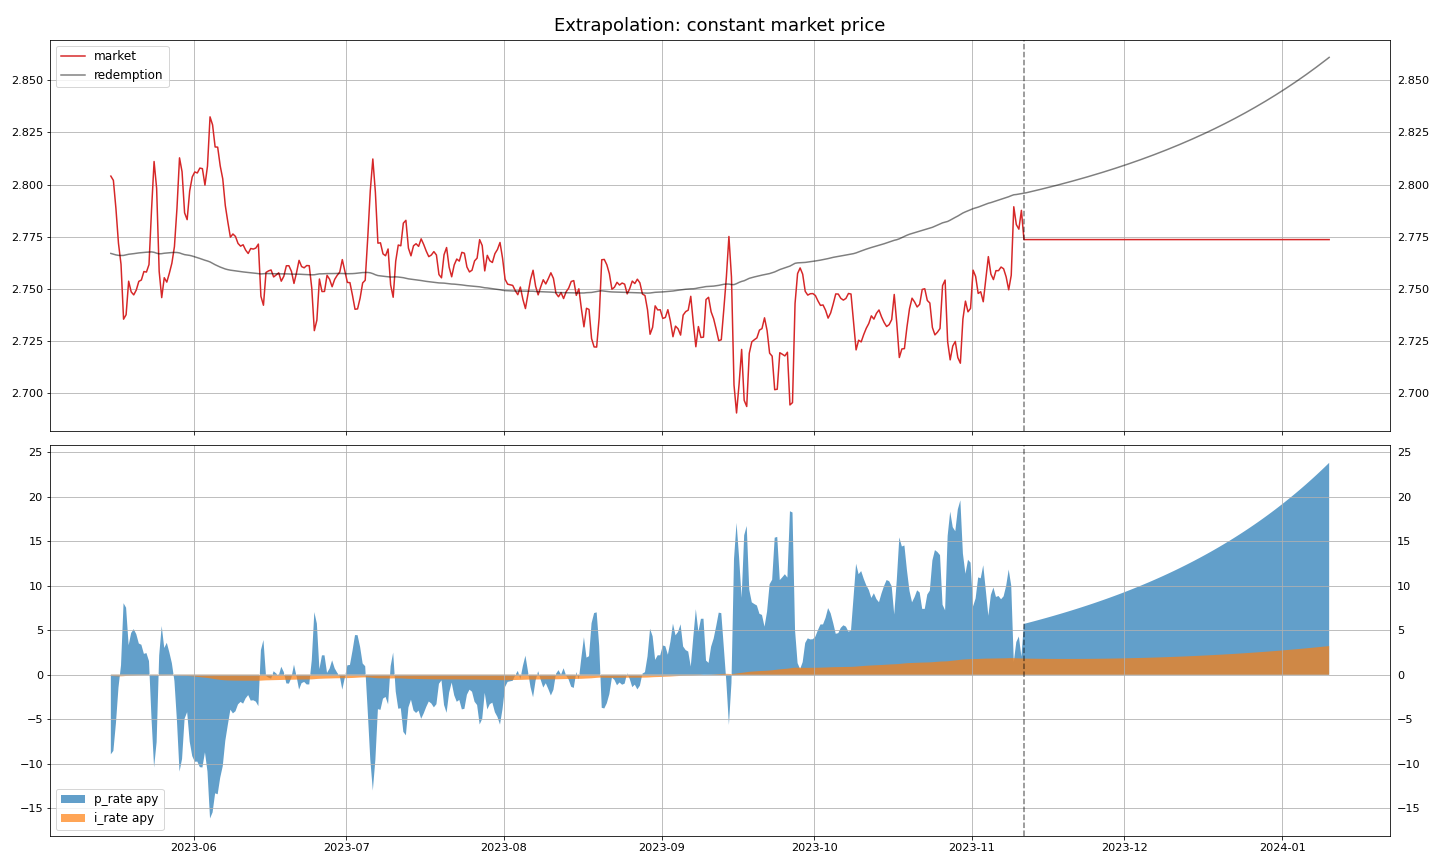 Extrapolation: constant market price
market
redemption
2.850 2.850
2.825 2.825
2.800 2.800
2.775 2.775
2.750 2.750
2.725 2.725
2.700 2.700
25 25
20 20
15 15
10 10
5 5
0 0
−5 −5
−10 −10
−15 −15
p_rate apy
i_rate apy
2023-06 2023-07 2023-08 2023-09 2023-10 2023-11 2023-12 2024-01